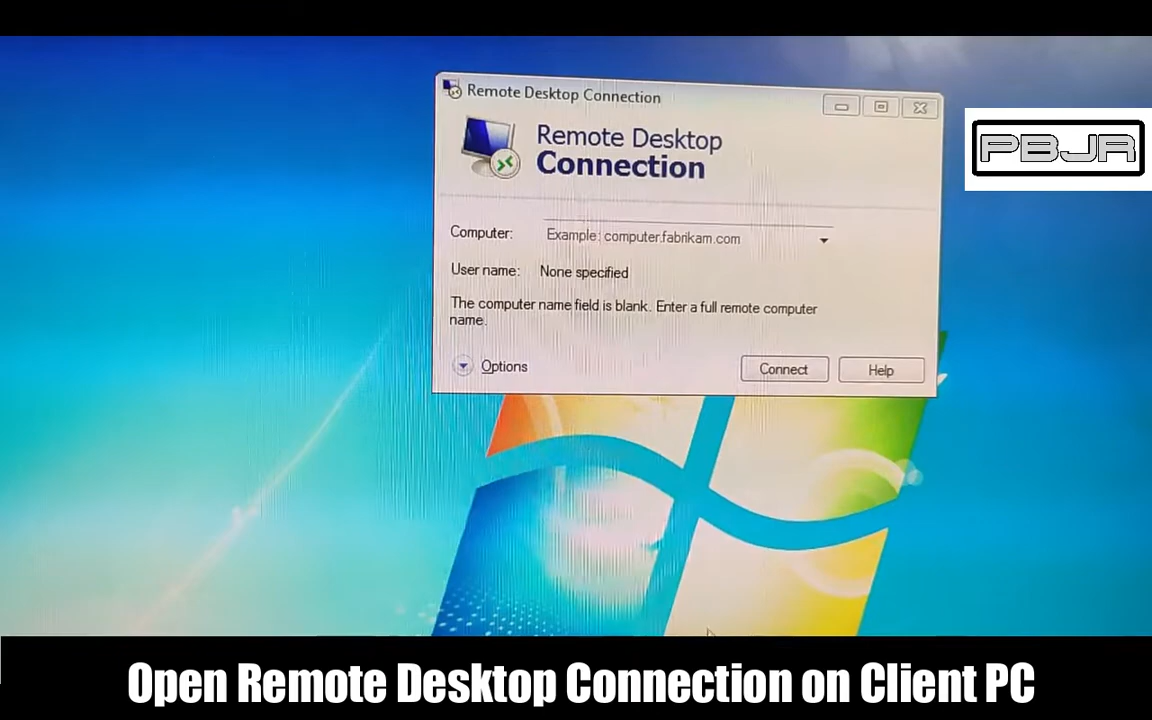 Remote Desktop Connection
PBJR
Remote Desktop
Connection
Computer:
Example: computer.fabrikam.com
User name:
None specified
The computer name field is blank. Enter a full remote computer
name.
Options
Connect
Help
Open Remote Desktop Connection on Client PC